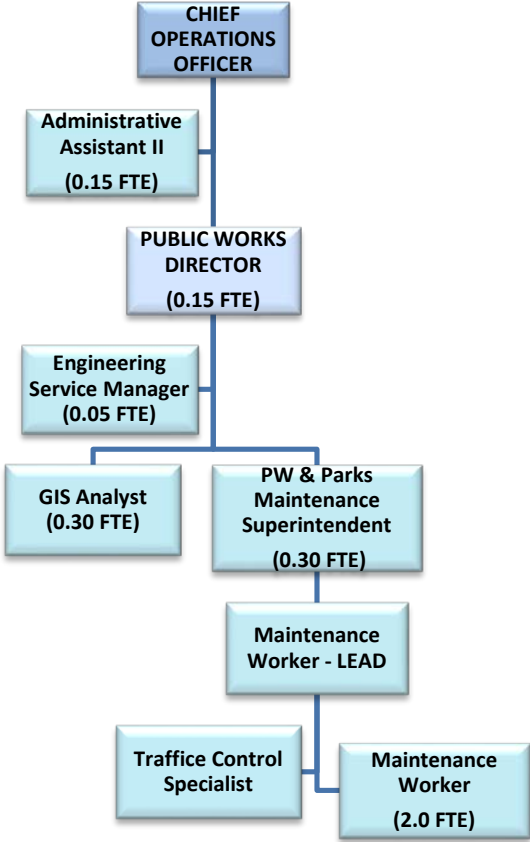 CHIEF
OPERATIONS
OFFICER
Administrative
Assistant II
(0.15 FTE)
PUBLIC WORKS
DIRECTOR
(0.15 FTE)
Engineering
Service Manager
(0.05 FTE)
GIS Analyst
(0.30 FTE)
PW & Parks
Maintenance
Superintendent
(0.30 FTE)
Maintenance
Worker - LEAD
Traffice Control
Specialist
Maintenance
Worker
(2.0 FTE)